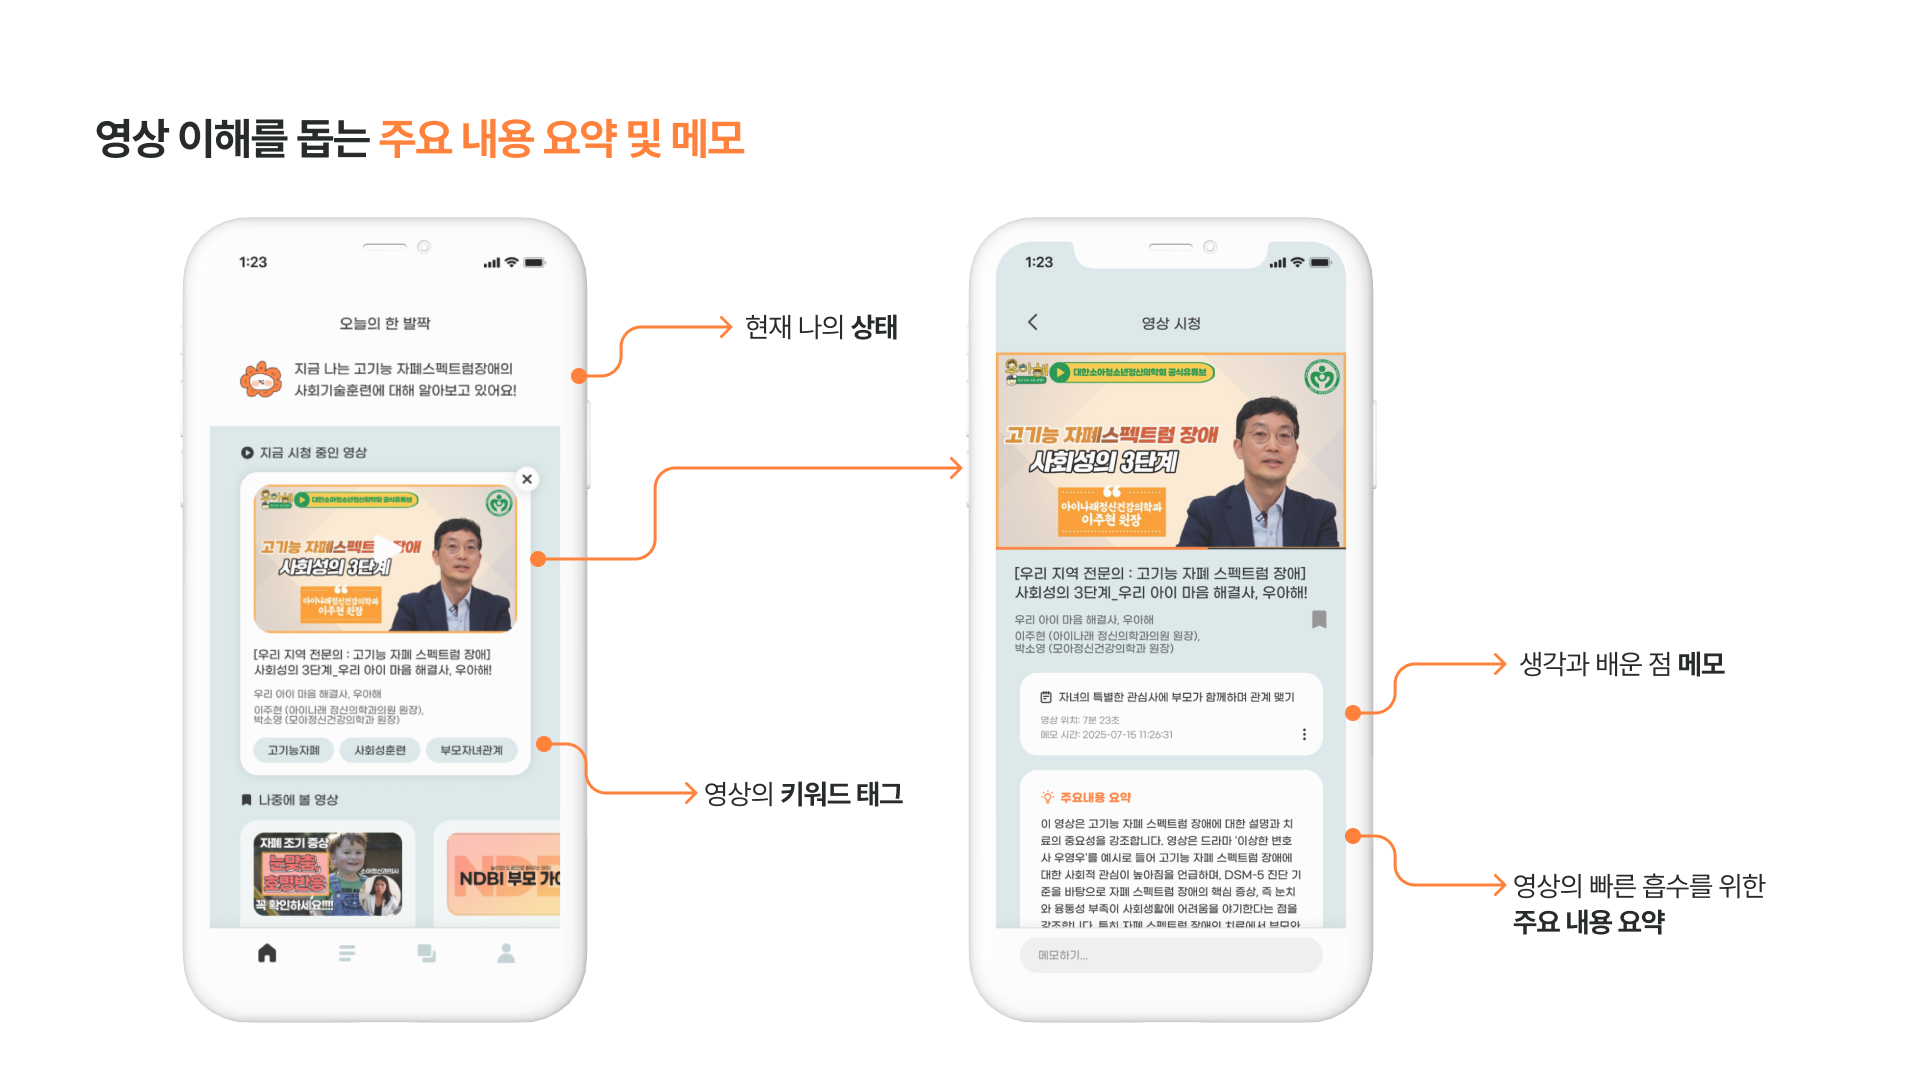 영상 이해를 돕는 주요 내용 요약 및 메모
1:23
오늘의 한 발짝
지금 나는 고기능 자폐스펙트럼장애의
사회기술훈련에 대해 알아보고 있어요!
지금 시청 중인 영상
우아해
대한소아청소년정신의학회 공식유튜브
고기능 자폐스펙트럼 장애
사회성의 3단계
아이나래정신건강의학과
이주현 원장
[우리 지역 전문의 : 고기능 자폐 스펙트럼 장애]
사회성의 3단계_우리 아이 마음 해결사, 우아해!
우리 아이 마음 해결사, 우아해
이주현 (아이나래 정신의학과의원 원장),
박소영 (모아정신건강의학과 원장)
고기능자폐
사회성훈련
부모자녀관계
나중에 볼 영상
자폐 조기 증상
눈맞춤,
호명반응
소아정신과의사
꼭 확인하세요!!!!
NDBI 부모 가이
현재 나의 상태
영상의 키워드 태그
1:23
영상 시청
우아해
대한소아청소년정신의학회 공식유튜브
고기능 자폐스펙트럼 장애
사회성의 3단계
아이나래정신건강의학과
이주현 원장
[우리 지역 전문의 : 고기능 자폐 스펙트럼 장애]
사회성의 3단계_우리 아이 마음 해결사, 우아해!
우리 아이 마음 해결사, 우아해
이주현 (아이나래 정신의학과의원 원장),
박소영 (모아정신건강의학과 원장)
자녀의 특별한 관심사에 부모가 함께하며 관계 맺기
영상 위치: 7분 23초
메모 시간: 2025-07-15 11:26:31
주요내용 요약
이 영상은 고기능 자폐 스펙트럼 장애에 대한 설명과 치
료의 중요성을 강조합니다. 영상은 드라마 '이상한 변호
사 우영우'를 예시로 들어 고기능 자폐 스펙트럼 장애에
대한 사회적 관심이 높아짐을 언급하며, DSM-5 진단 기
준을 바탕으로 자폐 스펙트럼 장애의 핵심 증상, 즉 눈치
와 융통성 부족이 사회생활에 어려움을 야기한다는 점을
강조합니다. 특히 자폐 스펙트럼 장애의 치료에서 부모와
메모하기...
생각과 배운 점 메모
영상의 빠른 흡수를 위한
주요 내용 요약